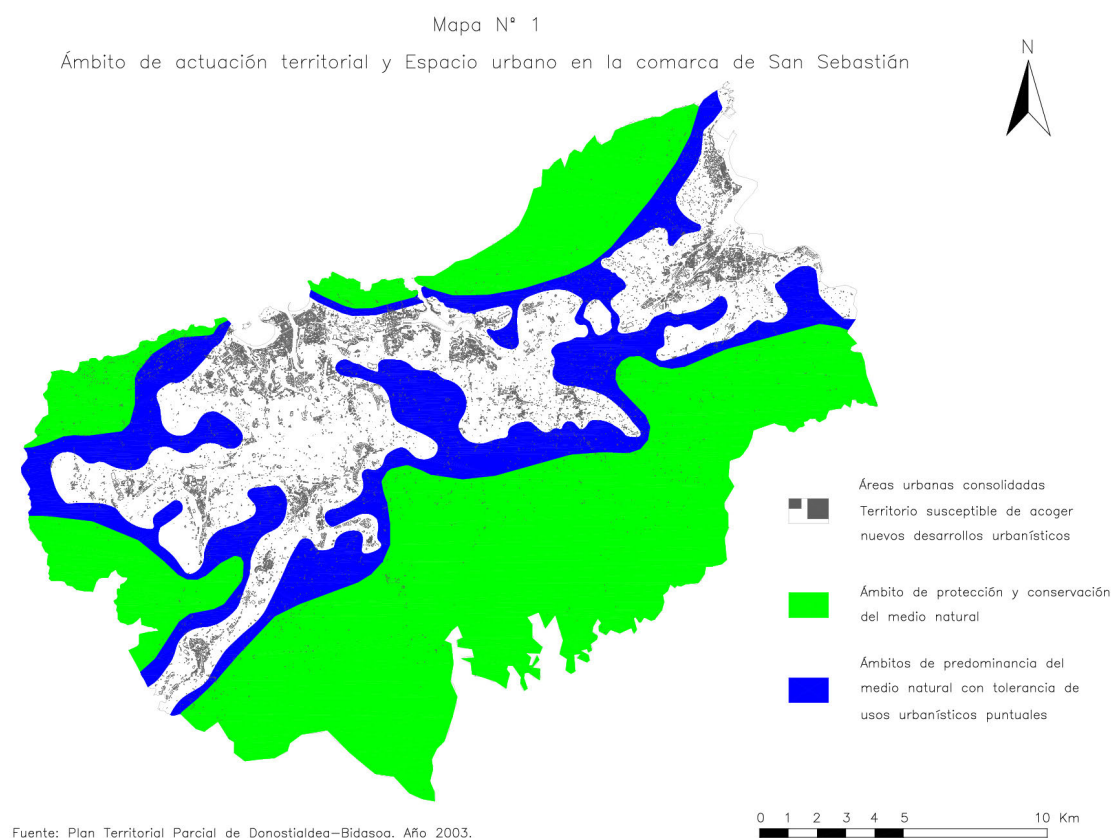 Mapa Nº 1
Ámbito de actuación territorial y Espacio urbano en la comarca de San Sebastián
N
Áreas urbanas consolidadas
Territorio susceptible de acoger
nuevos desarrollos urbanísticos
Ámbito de protección y conservación
del medio natural
Ámbitos de predominancia del
medio natural con tolerancia de
usos urbanísticos puntuales
0 1 2 3 4 5 10 Km
Fuente: Plan Territorial Parcial de Donostialdea-Bidasoa. Año 2003.